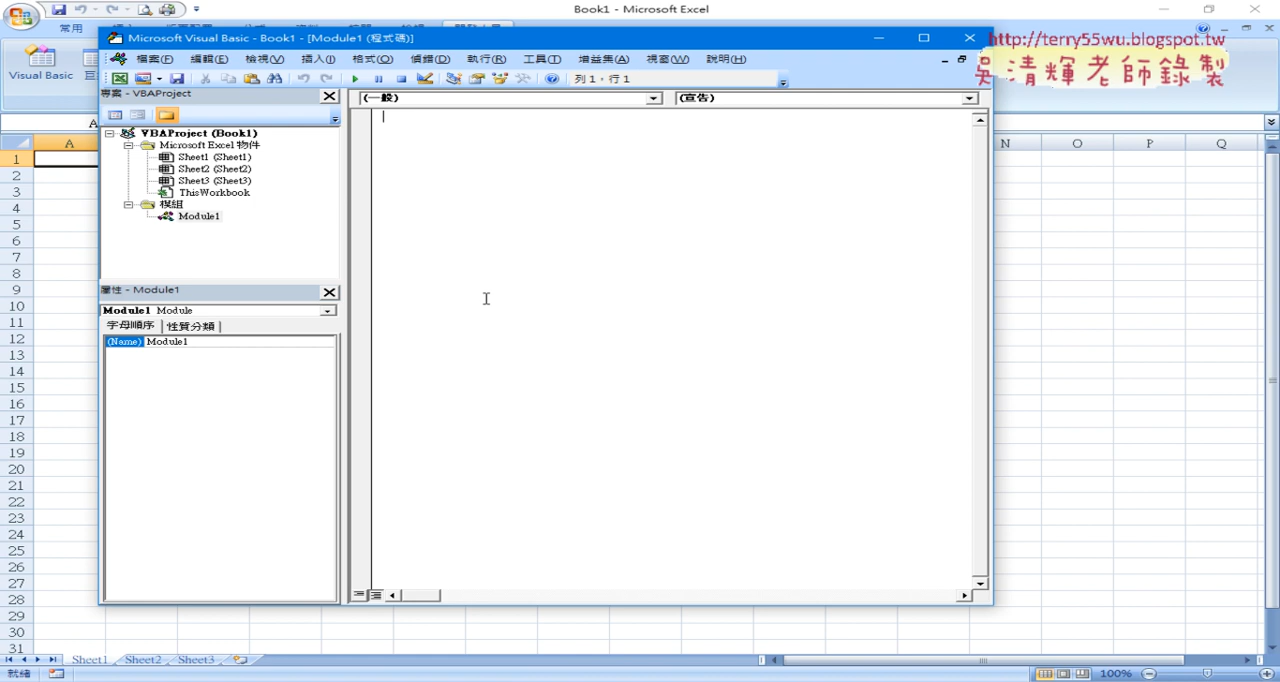 Book1 - Microsoft Excel
常用
Microsoft Visual Basic - Book1 - [Module1 (程式碼)]
http://terry55wu.blogspot.tw
吳清輝老師錄製
檔案(F) 編輯(E) 檢視(V) 插入(I) 格式(O) 偵錯(D) 執行(R) 工具(T) 增益集(A) 視窗(W) 說明(H)
Visual Basic
列 1，行 1
專案 - VBAProject
(一般) (宣告)
VBAProject (Book1)
Microsoft Excel 物件
Sheet1 (Sheet1)
Sheet2 (Sheet2)
Sheet3 (Sheet3)
ThisWorkbook
模組
Module1
屬性 - Module1
Module1 Module
字母順序 性質分類
(Name) Module1
A N O P Q
1
2
3
4
5
6
7
8
9
10
11
12
13
14
15
16
17
18
19
20
21
22
23
24
25
26
27
28
29
30
31
Sheet1 Sheet2 Sheet3
就緒 100%